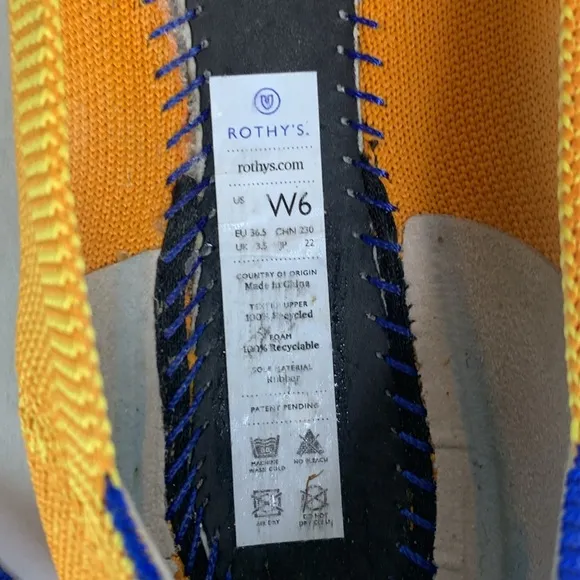 ROTHY'S.
rothys.com
US W6
EU 36.5 CHN 230
UK 3.5 JP 22
COUNTRY OF ORIGIN
Made in China
TEXTILE UPPER
100% Recycled
FOAM
100% Recyclable
SOLE MATERIAL
Rubber
PATENT PENDING
MACHINE NO BLEACH
WASH COLD
AIR DRY DO NOT
DRY CLEAN